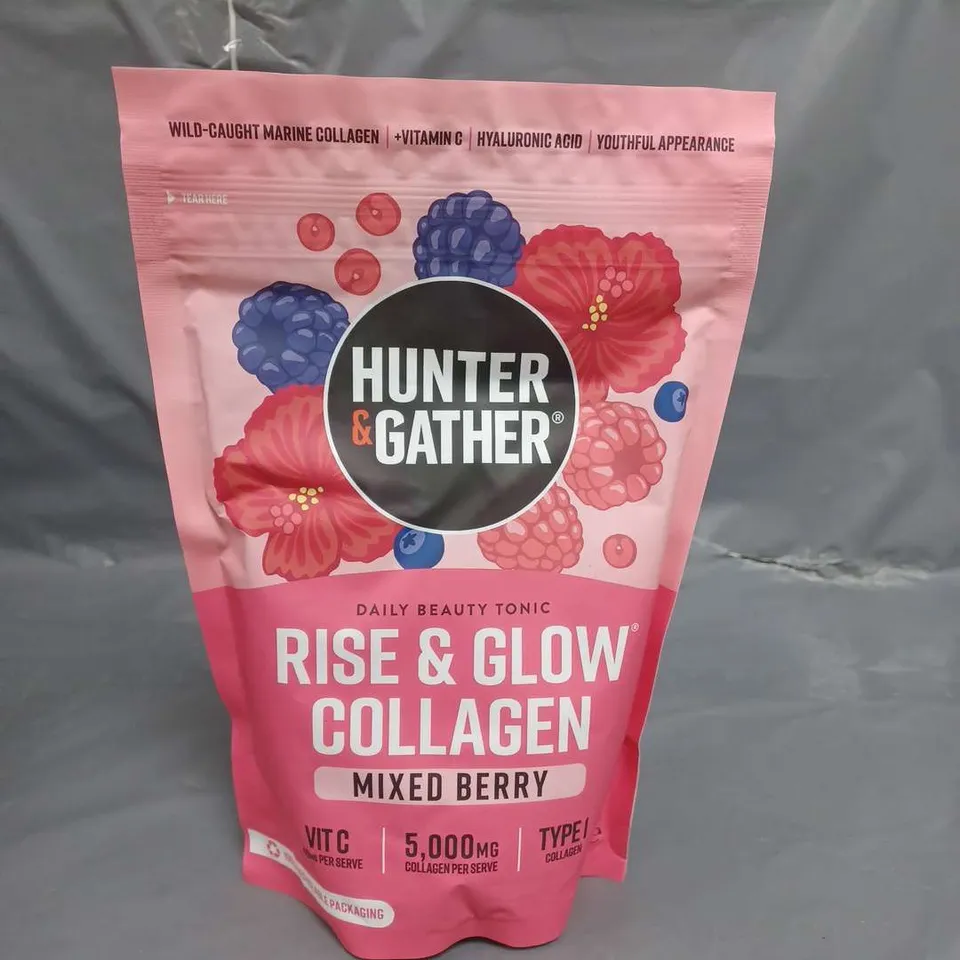 WILD-CAUGHT MARINE COLLAGEN | +VITAMIN C | HYALURONIC ACID | YOUTHFUL APPEARANCE
TEAR HERE
HUNTER
&GATHER®
DAILY BEAUTY TONIC
RISE & GLOW®
COLLAGEN
MIXED BERRY
VIT C
PER SERVE
5,000MG
COLLAGEN PER SERVE
TYPE I
COLLAGEN
PACKAGING